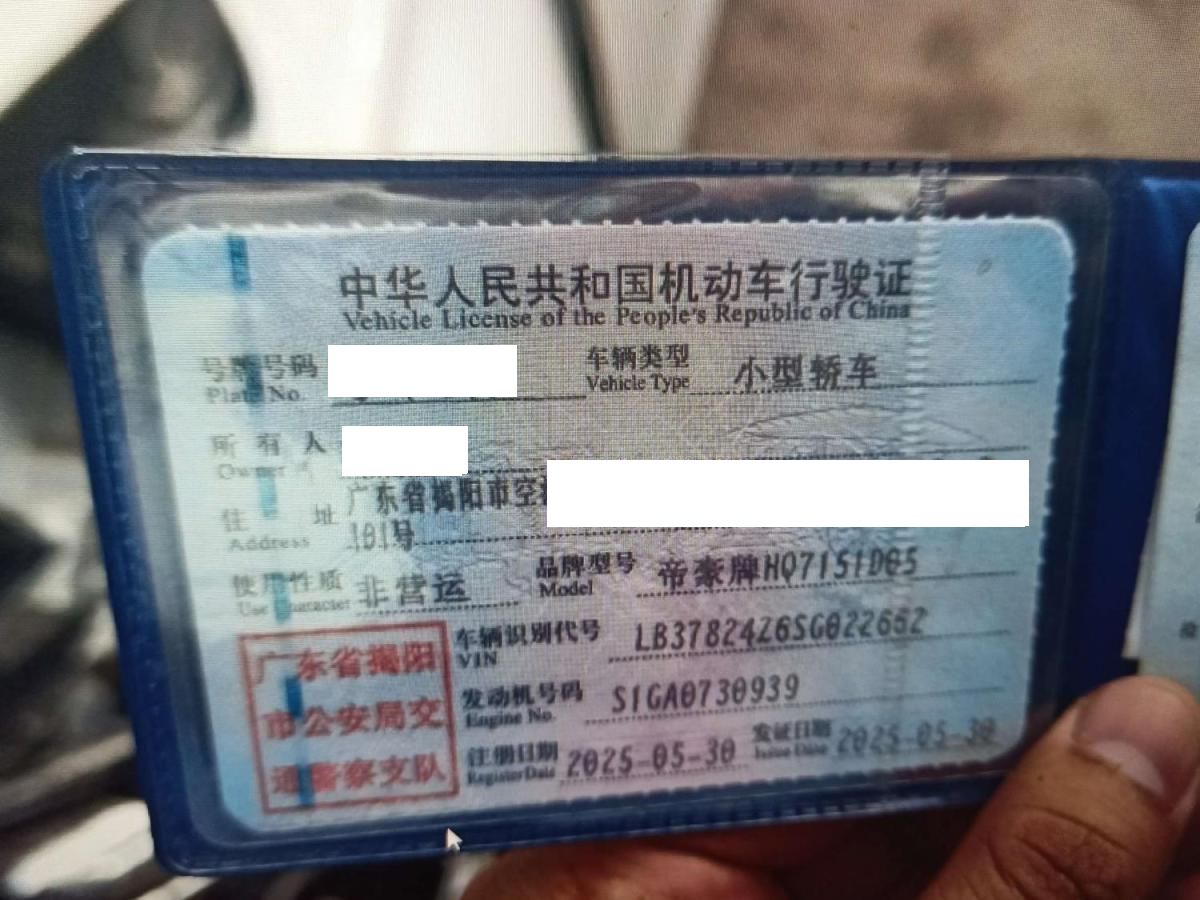 中华人民共和国机动车行驶证
Vehicle License of the People's Republic of China
号牌号码
Plate No.
车辆类型 小型轿车
Vehicle Type
所有人
Owner
住址 广东省揭阳市空
101号
Address
使用性质 非营运
Use Character
品牌型号 帝豪牌HQ7151D05
Model
车辆识别代号 LB37824Z6SG022662
VIN
发动机号码 S1GA0730939
Engine No.
注册日期 2025-05-30
Register Date
发证日期 2025-05-30
Issue Date
广东省揭阳
市公安局交
通警察支队